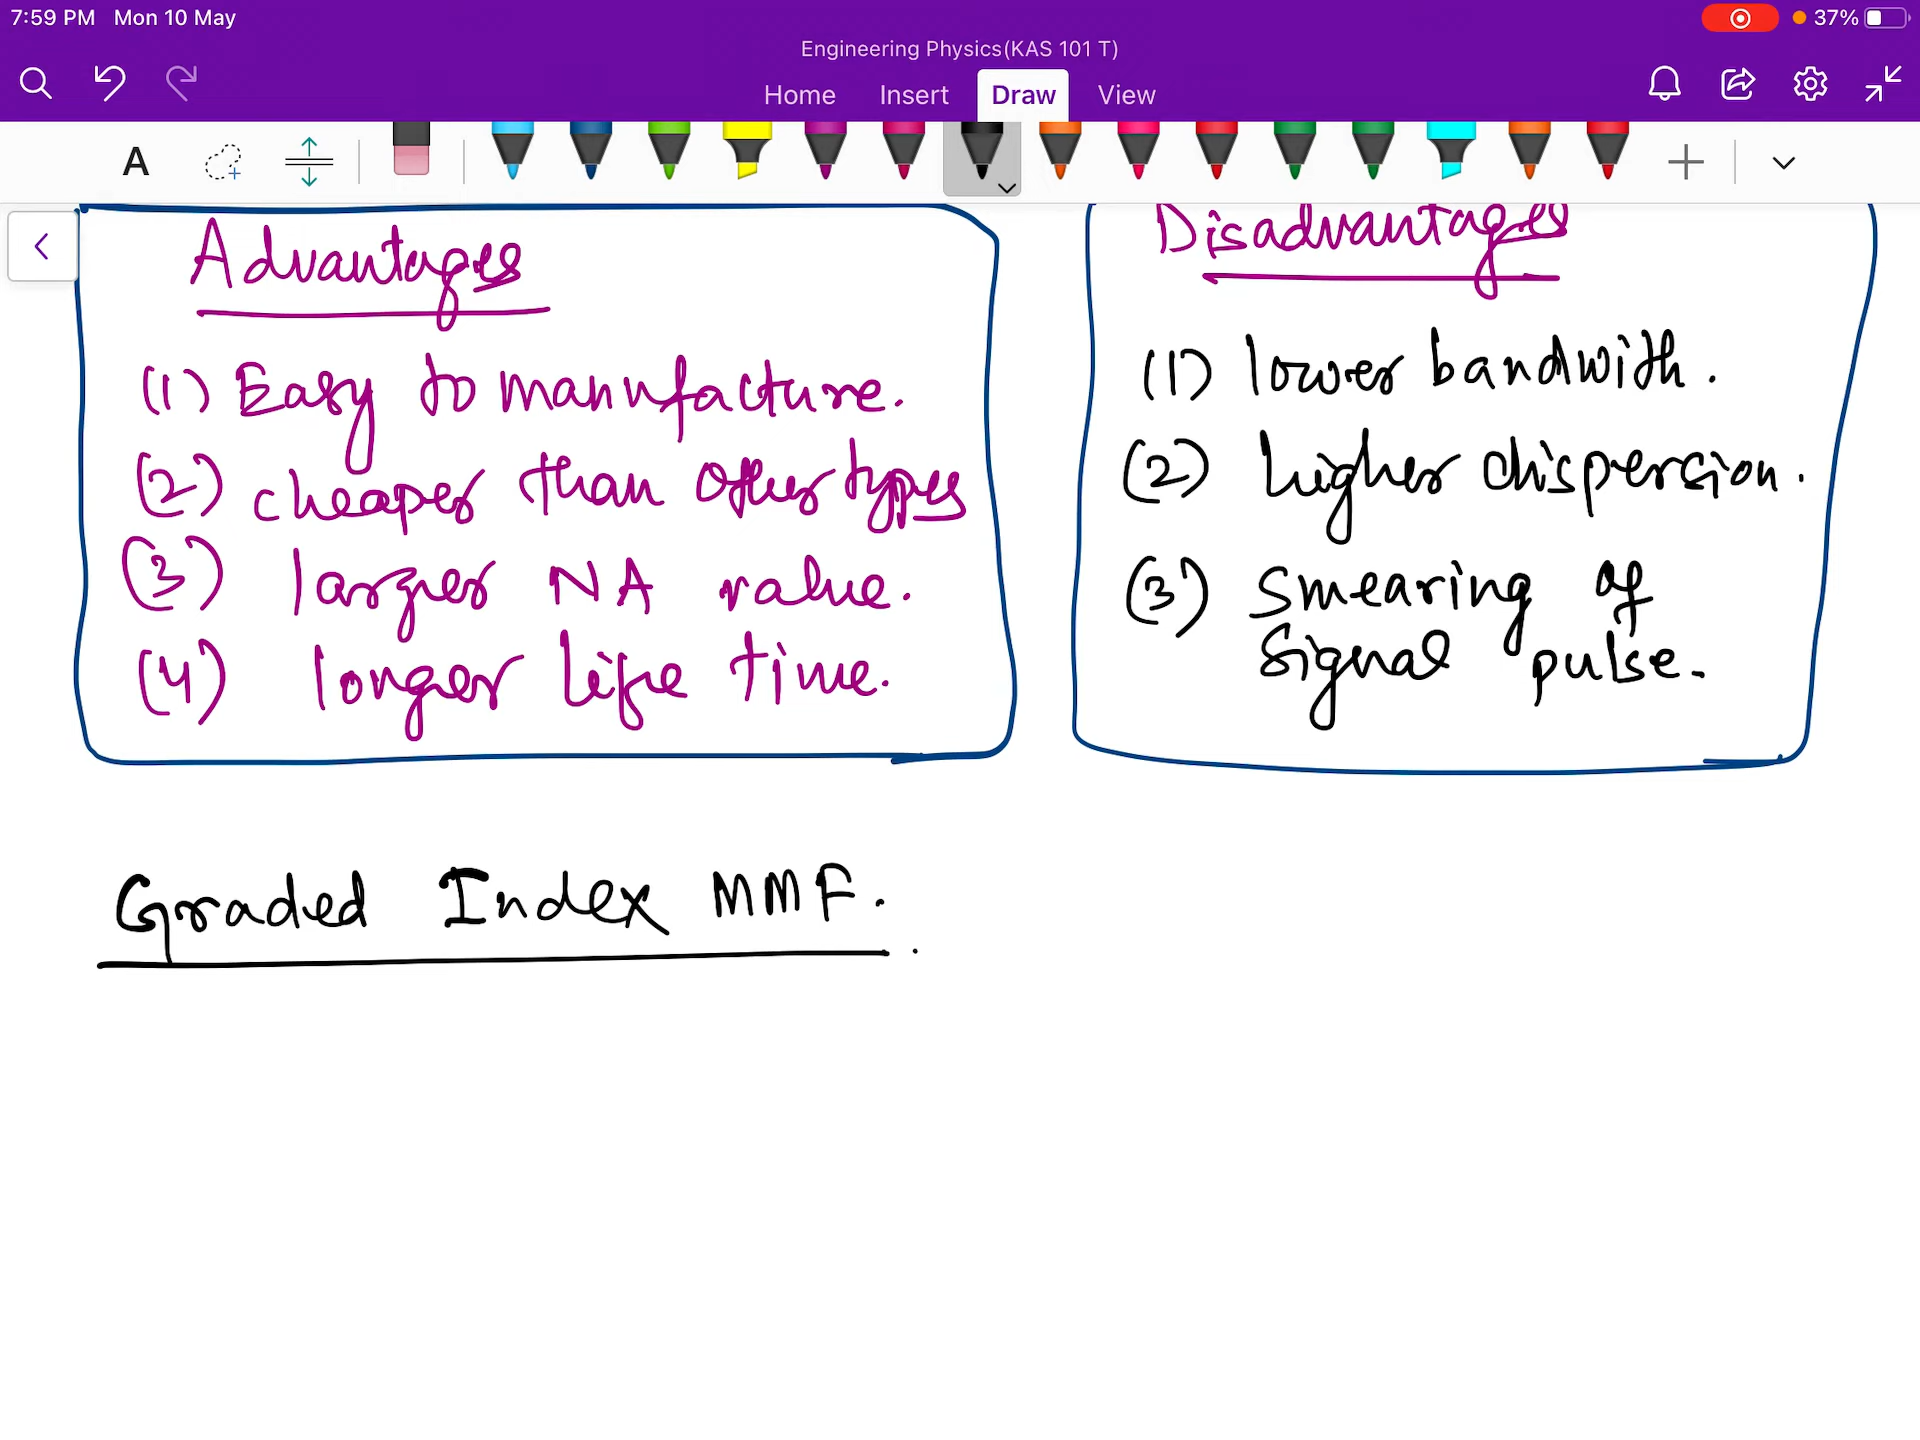 7:59 PM Mon 10 May
37%
Engineering Physics(KAS 101 T)
Home Insert Draw View
A
Advantages
(1) Easy to manufacture.
(2) cheaper than other types
(3) larger NA value.
(4) longer life time.
Disadvantages
(1) lower bandwith.
(2) higher dispersion.
(3) Smearing of
Signal pulse.
Graded Index MMF.